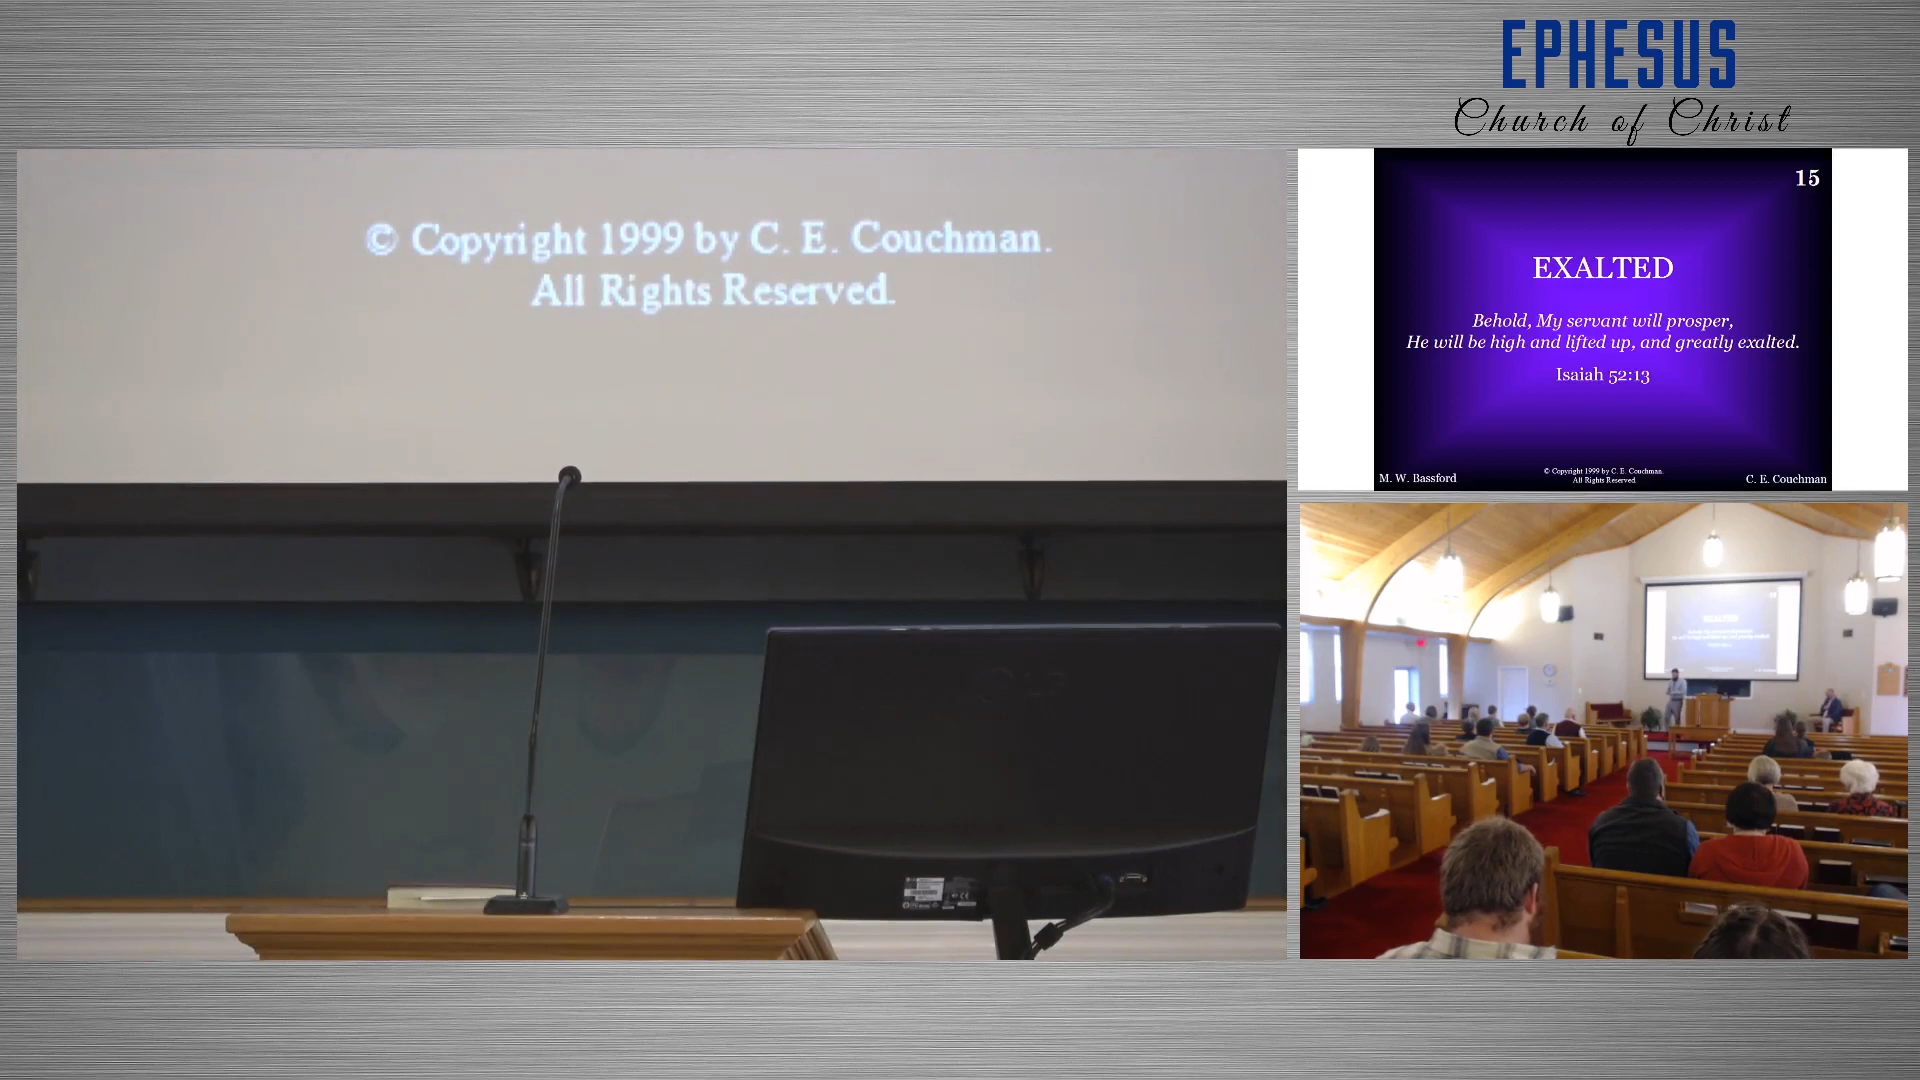 EPHESUS
Church of Christ
© Copyright 1999 by C. E. Couchman.
All Rights Reserved.
15
EXALTED
Behold, My servant will prosper,
He will be high and lifted up, and greatly exalted.
Isaiah 52:13
M. W. Bassford
© Copyright 1999 by C. E. Couchman.
All Rights Reserved.
C. E. Couchman
EXALTED